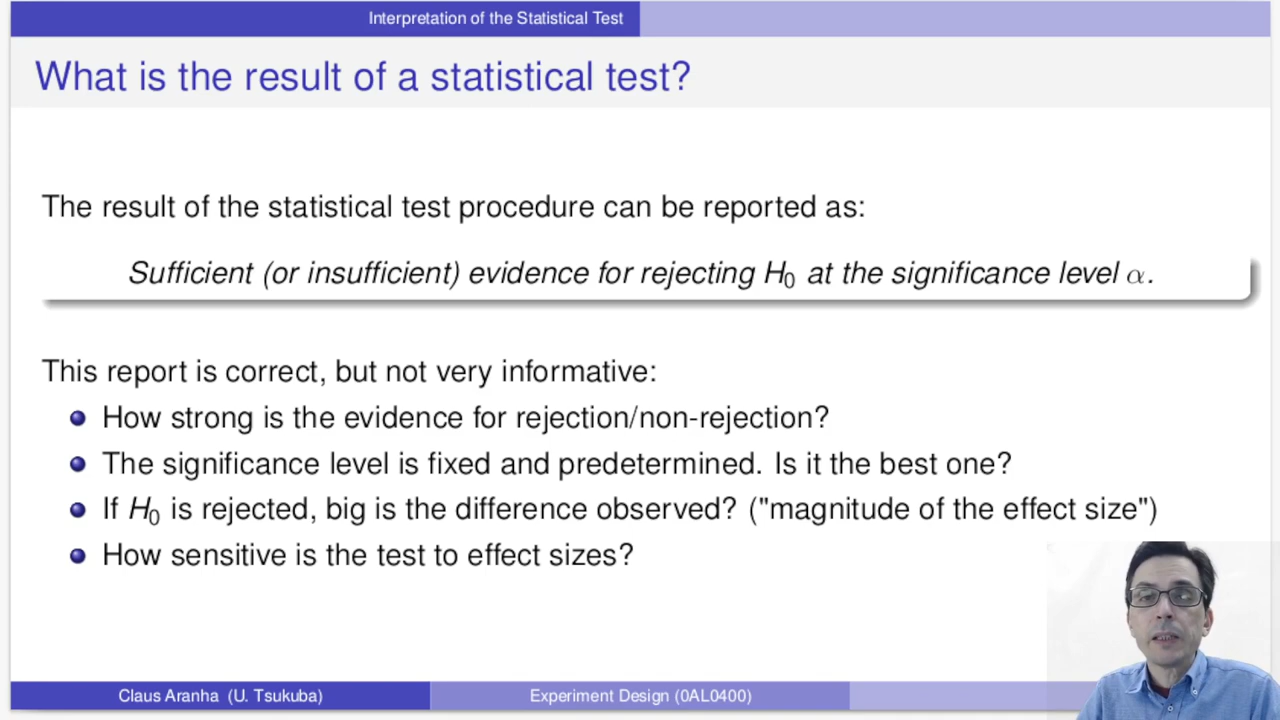 Interpretation of the Statistical Test
What is the result of a statistical test?
The result of the statistical test procedure can be reported as:
Sufficient (or insufficient) evidence for rejecting H₀ at the significance level α.
This report is correct, but not very informative:
How strong is the evidence for rejection/non-rejection?
The significance level is fixed and predetermined. Is it the best one?
If H₀ is rejected, big is the difference observed? ("magnitude of the effect size")
How sensitive is the test to effect sizes?
Claus Aranha (U. Tsukuba)
Experiment Design (0AL0400)